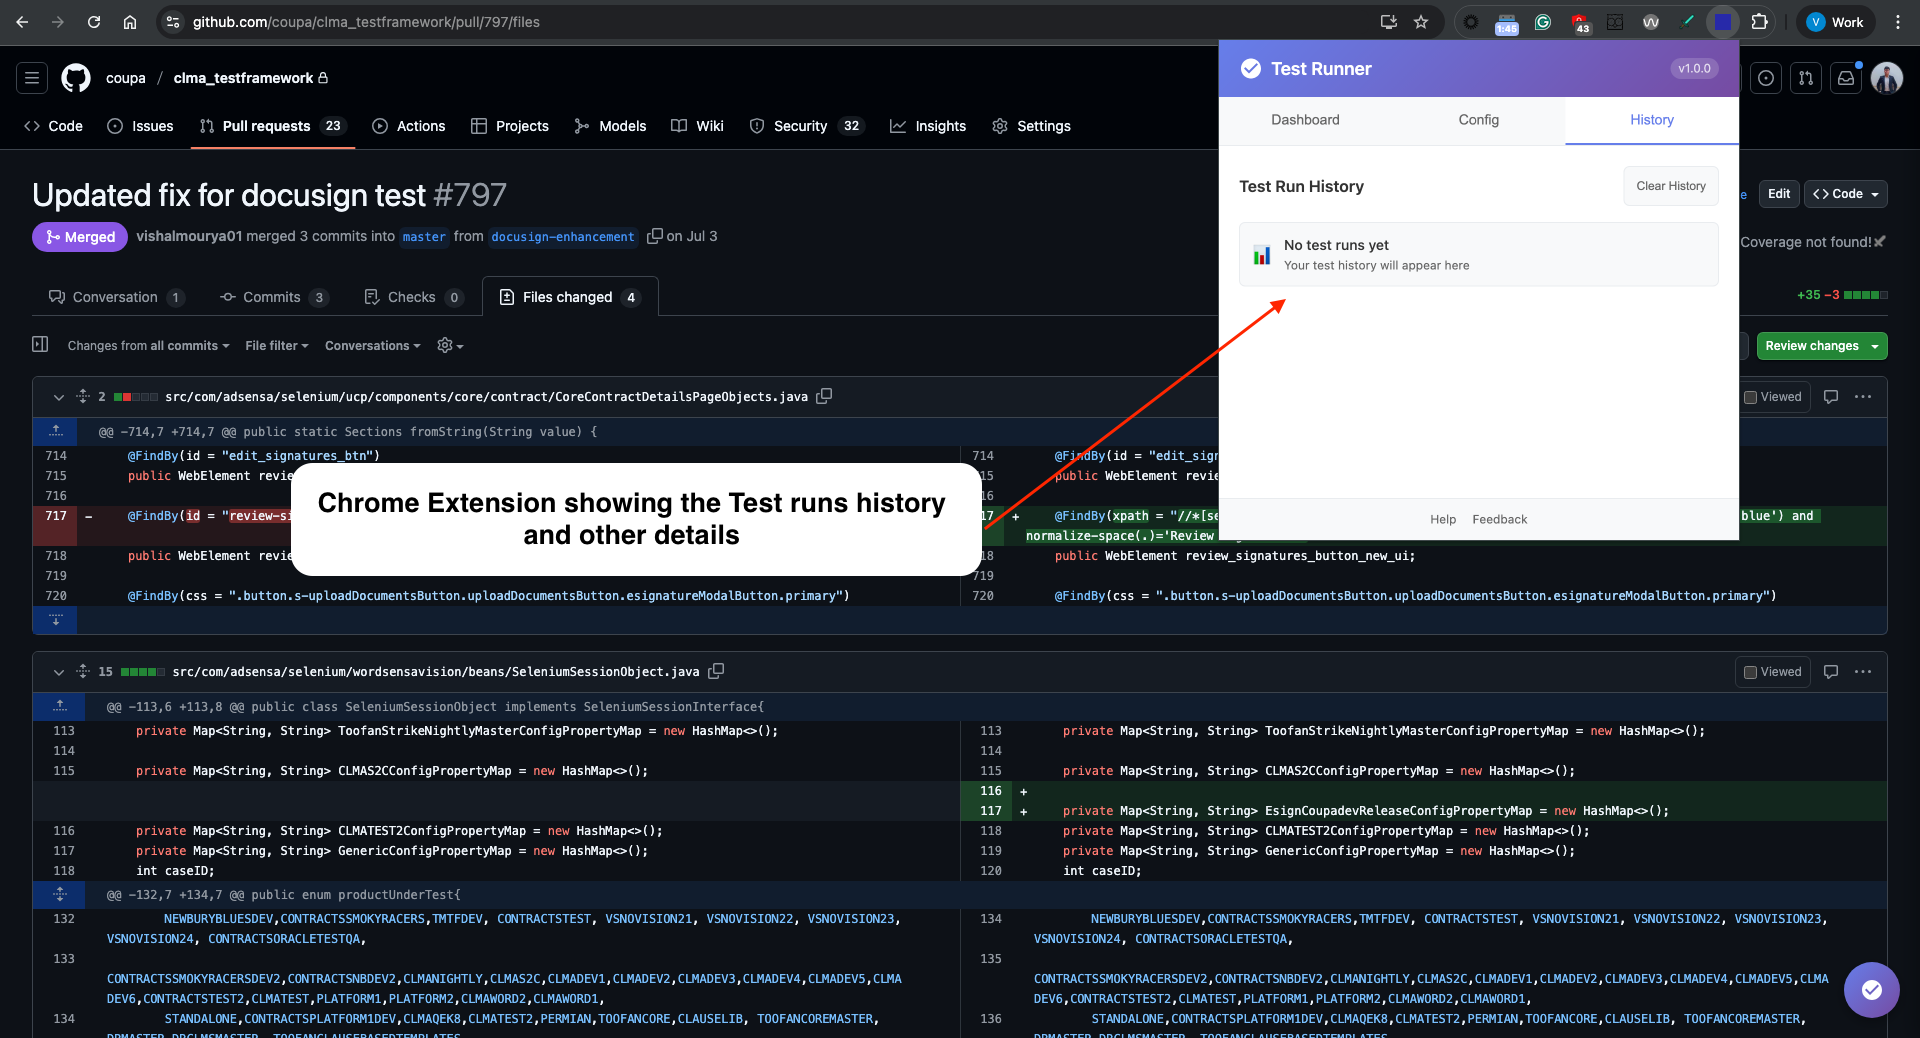 github.com/coupa/clma_testframework/pull/797/files
1:45
43
V Work
coupa / clma_testframework
Code
Issues
Pull requests 23
Actions
Projects
Models
Wiki
Security 32
Insights
Settings
Updated fix for docusign test #797
Edit
Code
Merged
vishalmourya01 merged 3 commits into master from docusign-enhancement on Jul 3
Coverage not found!
Conversation 1
Commits 3
Checks 0
Files changed 4
+35 −3
Changes from all commits
File filter
Conversations
Review changes
Test Runner
v1.0.0
Dashboard
Config
History
Test Run History
Clear History
No test runs yet
Your test history will appear here
Help
Feedback
Chrome Extension showing the Test runs history
and other details
2 src/com/adsensa/selenium/ucp/components/core/contract/CoreContractDetailsPageObjects.java
Viewed
@@ -714,7 +714,7 @@ public static Sections fromString(String value) {
714 @FindBy(id = "edit_signatures_btn")
715 public WebElement revie
716
717 - @FindBy(id = "review-si
718 public WebElement revie
719
720 @FindBy(css = ".button.s-uploadDocumentsButton.uploadDocumentsButton.esignatureModalButton.primary")
714 @FindBy(id = "edit_sign
15 public WebElement revie
16
17 + @FindBy(xpath = "//*[se blue') and
normalize-space(.)='Review
18 public WebElement review_signatures_button_new_ui;
719
720 @FindBy(css = ".button.s-uploadDocumentsButton.uploadDocumentsButton.esignatureModalButton.primary")
15 src/com/adsensa/selenium/wordsensavision/beans/SeleniumSessionObject.java
Viewed
@@ -113,6 +113,8 @@ public class SeleniumSessionObject implements SeleniumSessionInterface{
113 private Map<String, String> ToofanStrikeNightlyMasterConfigPropertyMap = new HashMap<>();
114
115 private Map<String, String> CLMAS2CConfigPropertyMap = new HashMap<>();
116 private Map<String, String> CLMATEST2ConfigPropertyMap = new HashMap<>();
117 private Map<String, String> GenericConfigPropertyMap = new HashMap<>();
118 int caseID;
113 private Map<String, String> ToofanStrikeNightlyMasterConfigPropertyMap = new HashMap<>();
114
115 private Map<String, String> CLMAS2CConfigPropertyMap = new HashMap<>();
116 +
117 + private Map<String, String> EsignCoupadevReleaseConfigPropertyMap = new HashMap<>();
118 private Map<String, String> CLMATEST2ConfigPropertyMap = new HashMap<>();
119 private Map<String, String> GenericConfigPropertyMap = new HashMap<>();
120 int caseID;
@@ -132,7 +134,7 @@ public enum productUnderTest{
132 NEWBURYBLUESDEV,CONTRACTSSMOKYRACERS,TMTFDEV, CONTRACTSTEST, VSNOVISION21, VSNOVISION22, VSNOVISION23,
VSNOVISION24, CONTRACTSORACLETESTQA,
133
CONTRACTSSMOKYRACERSDEV2,CONTRACTSNBDEV2,CLMANIGHTLY,CLMAS2C,CLMADEV1,CLMADEV2,CLMADEV3,CLMADEV4,CLMADEV5,CLMA
DEV6,CONTRACTSTEST2,CLMATEST,PLATFORM1,PLATFORM2,CLMAWORD2,CLMAWORD1,
134 STANDALONE,CONTRACTSPLATFORM1DEV,CLMAQEK8,CLMATEST2,PERMIAN,TOOFANCORE,CLAUSELIB, TOOFANCOREMASTER,
134 NEWBURYBLUESDEV,CONTRACTSSMOKYRACERS,TMTFDEV, CONTRACTSTEST, VSNOVISION21, VSNOVISION22, VSNOVISION23,
VSNOVISION24, CONTRACTSORACLETESTQA,
135
CONTRACTSSMOKYRACERSDEV2,CONTRACTSNBDEV2,CLMANIGHTLY,CLMAS2C,CLMADEV1,CLMADEV2,CLMADEV3,CLMADEV4,CLMADEV5,CLMA
DEV6,CONTRACTSTEST2,CLMATEST,PLATFORM1,PLATFORM2,CLMAWORD2,CLMAWORD1,
136 STANDALONE,CONTRACTSPLATFORM1DEV,CLMAQEK8,CLMATEST2,PERMIAN,TOOFANCORE,CLAUSELIB, TOOFANCOREMASTER,